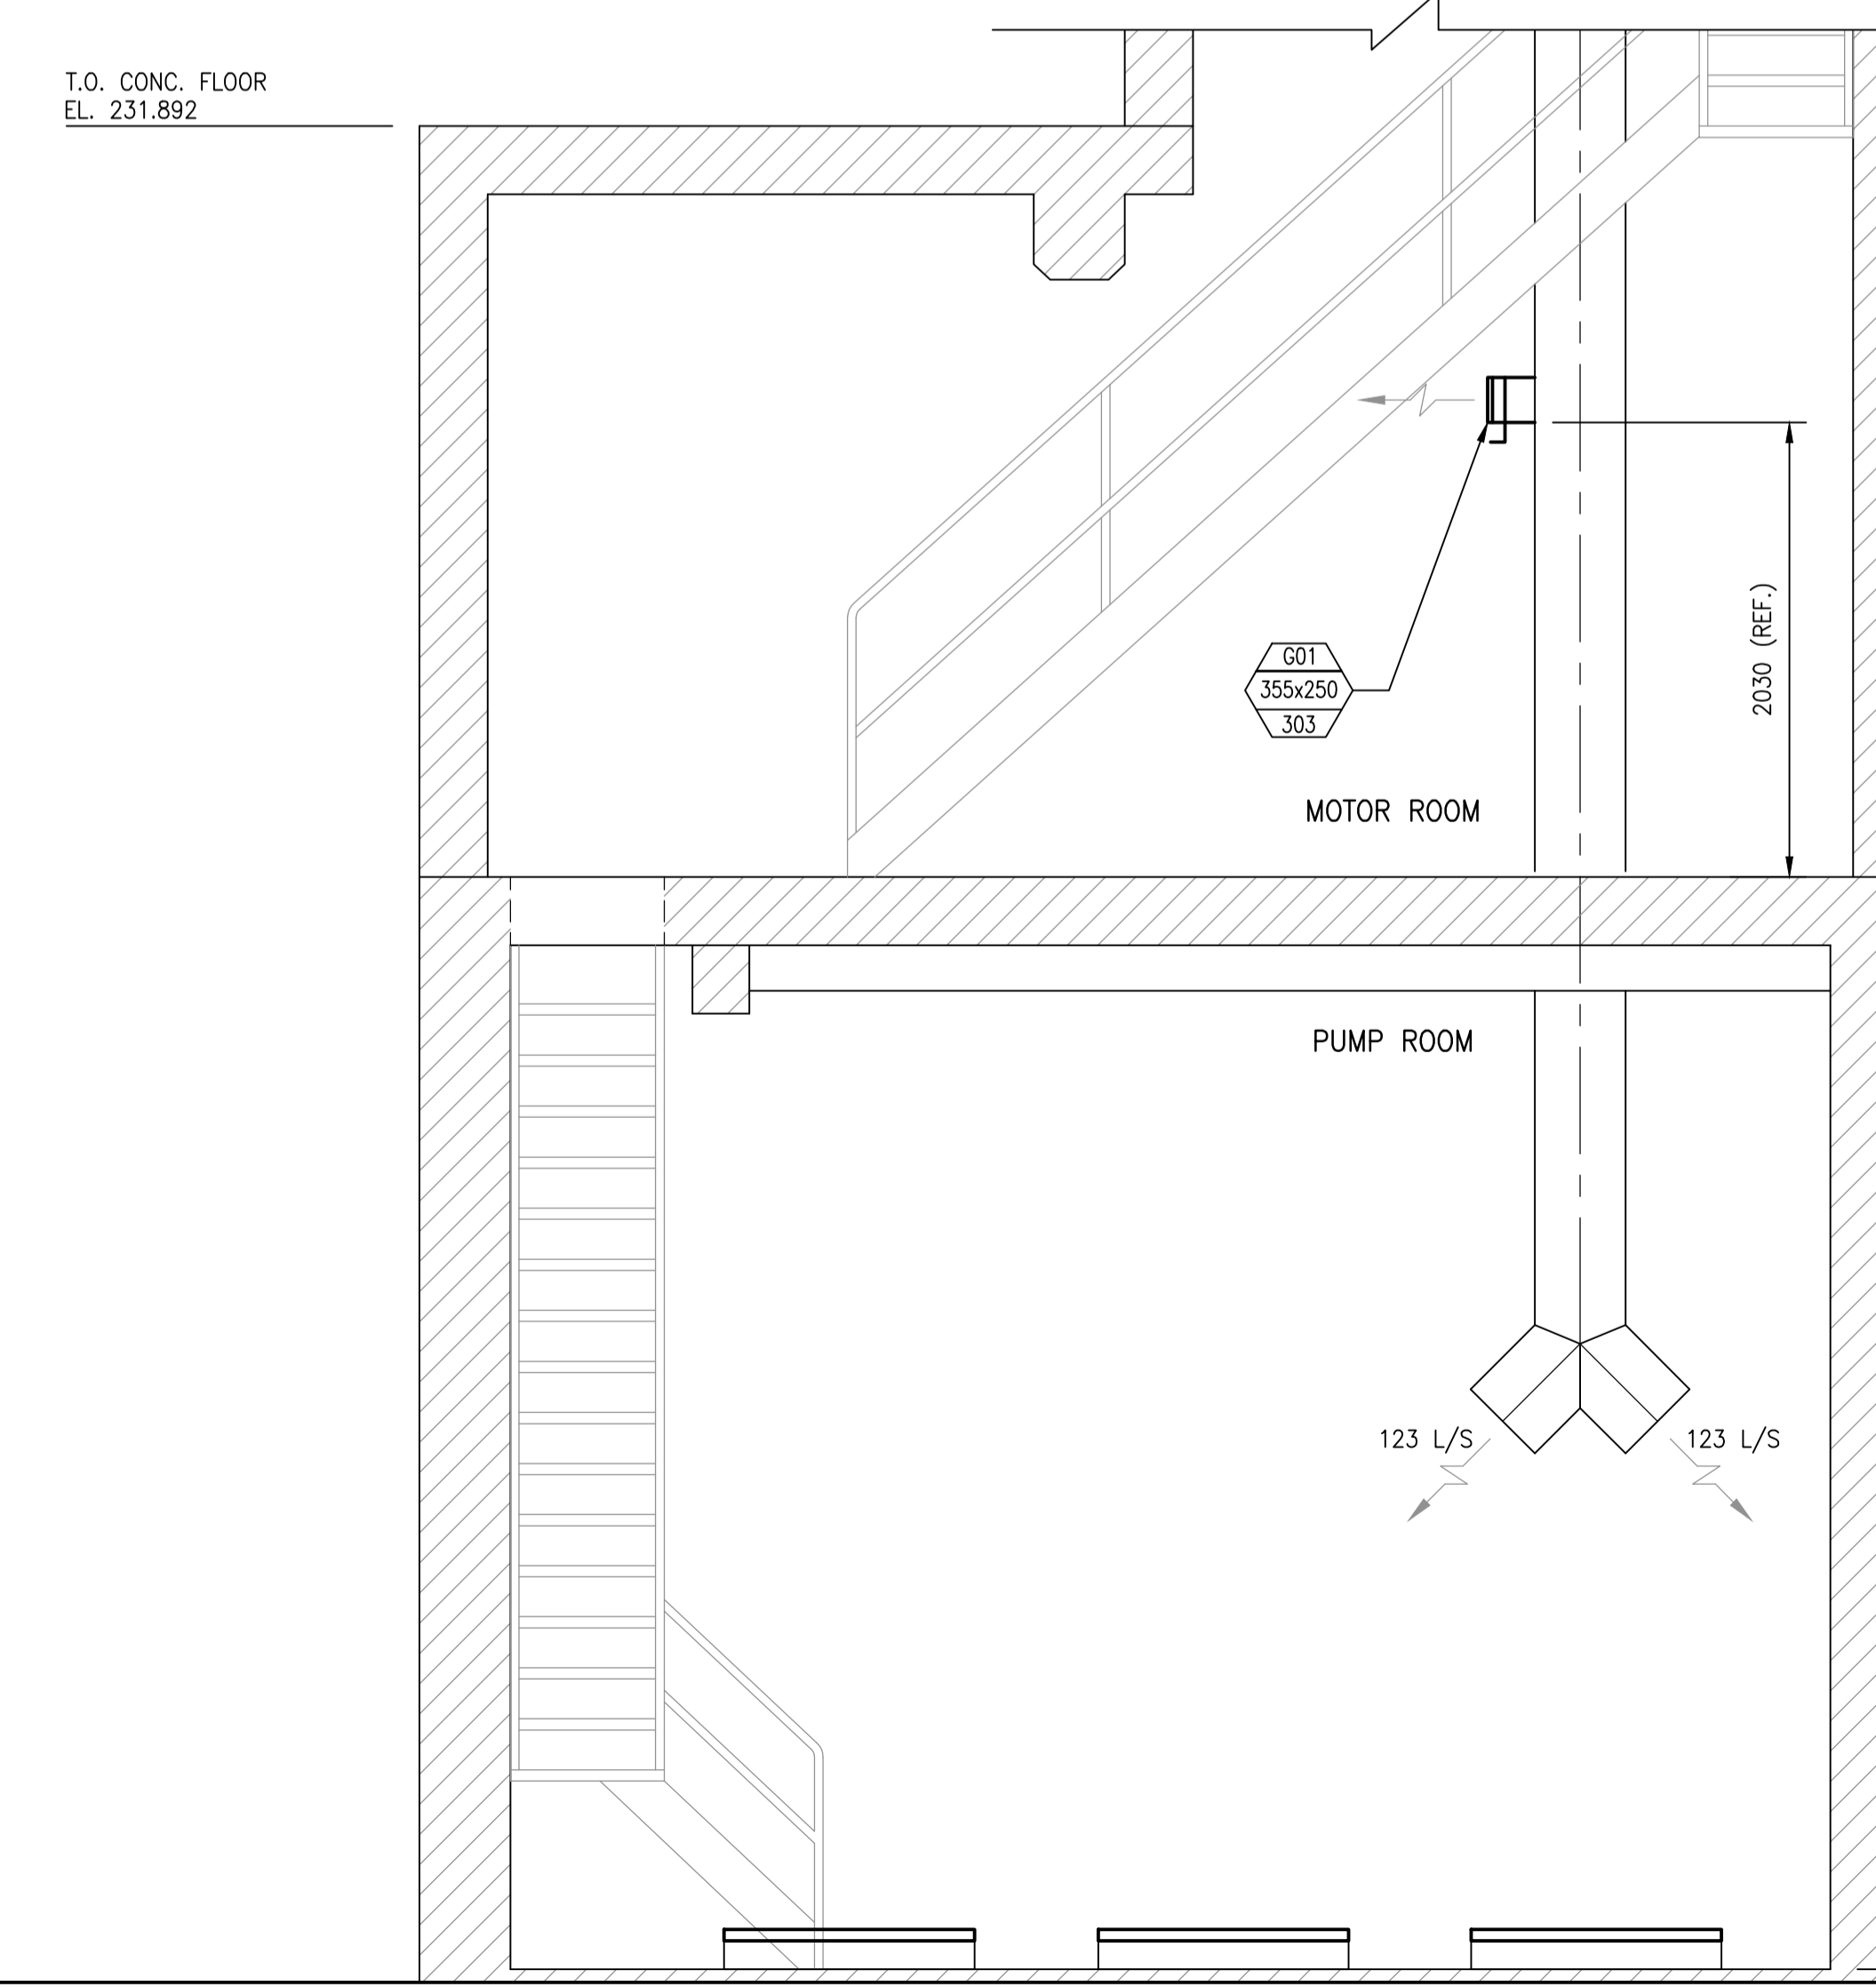 T.O. CONC. FLOOR
EL. 231.892
G01
355x250
303
2030 (REF.)
MOTOR ROOM
PUMP ROOM
123 L/S
123 L/S